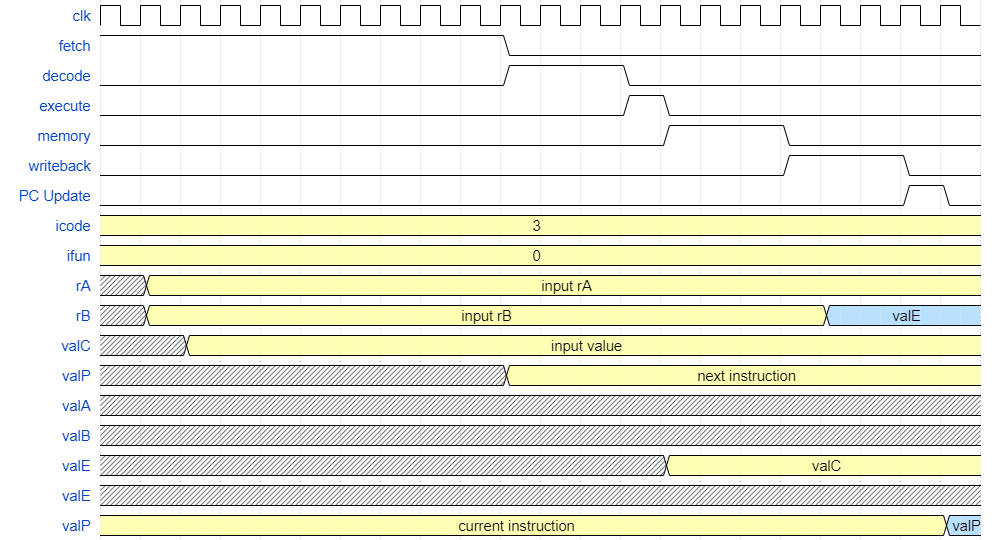 clk
fetch
decode
execute
memory
writeback
PC Update
icode 3
ifun 0
rA input rA
rB input rB valE
valC input value
valP next instruction
valA
valB
valE valC
valE
valP current instruction valP